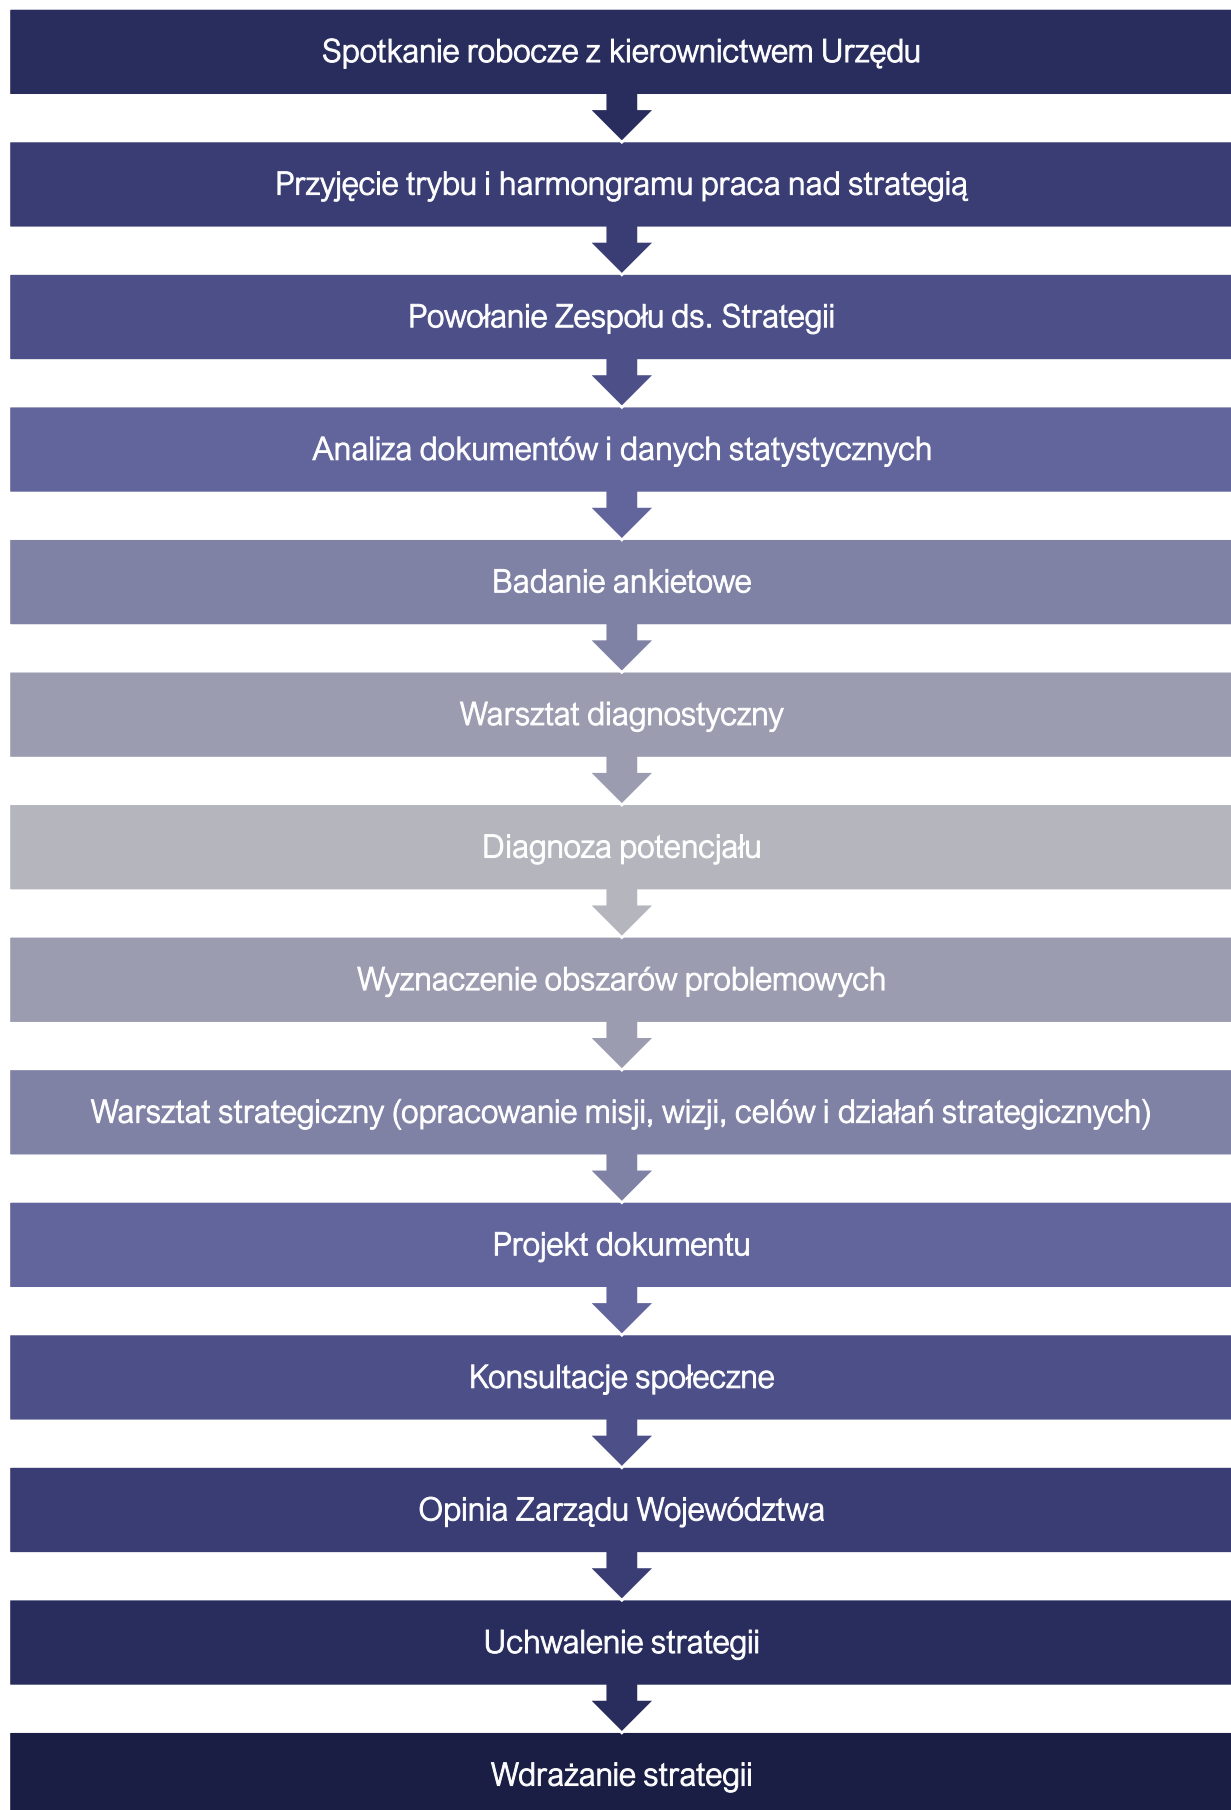 Spotkanie robocze z kierownictwem Urzędu
Przyjęcie trybu i harmongramu praca nad strategią
Powołanie Zespołu ds. Strategii
Analiza dokumentów i danych statystycznych
Badanie ankietowe
Warsztat diagnostyczny
Diagnoza potencjału
Wyznaczenie obszarów problemowych
Warsztat strategiczny (opracowanie misji, wizji, celów i działań strategicznych)
Projekt dokumentu
Konsultacje społeczne
Opinia Zarządu Województwa
Uchwalenie strategii
Wdrażanie strategii